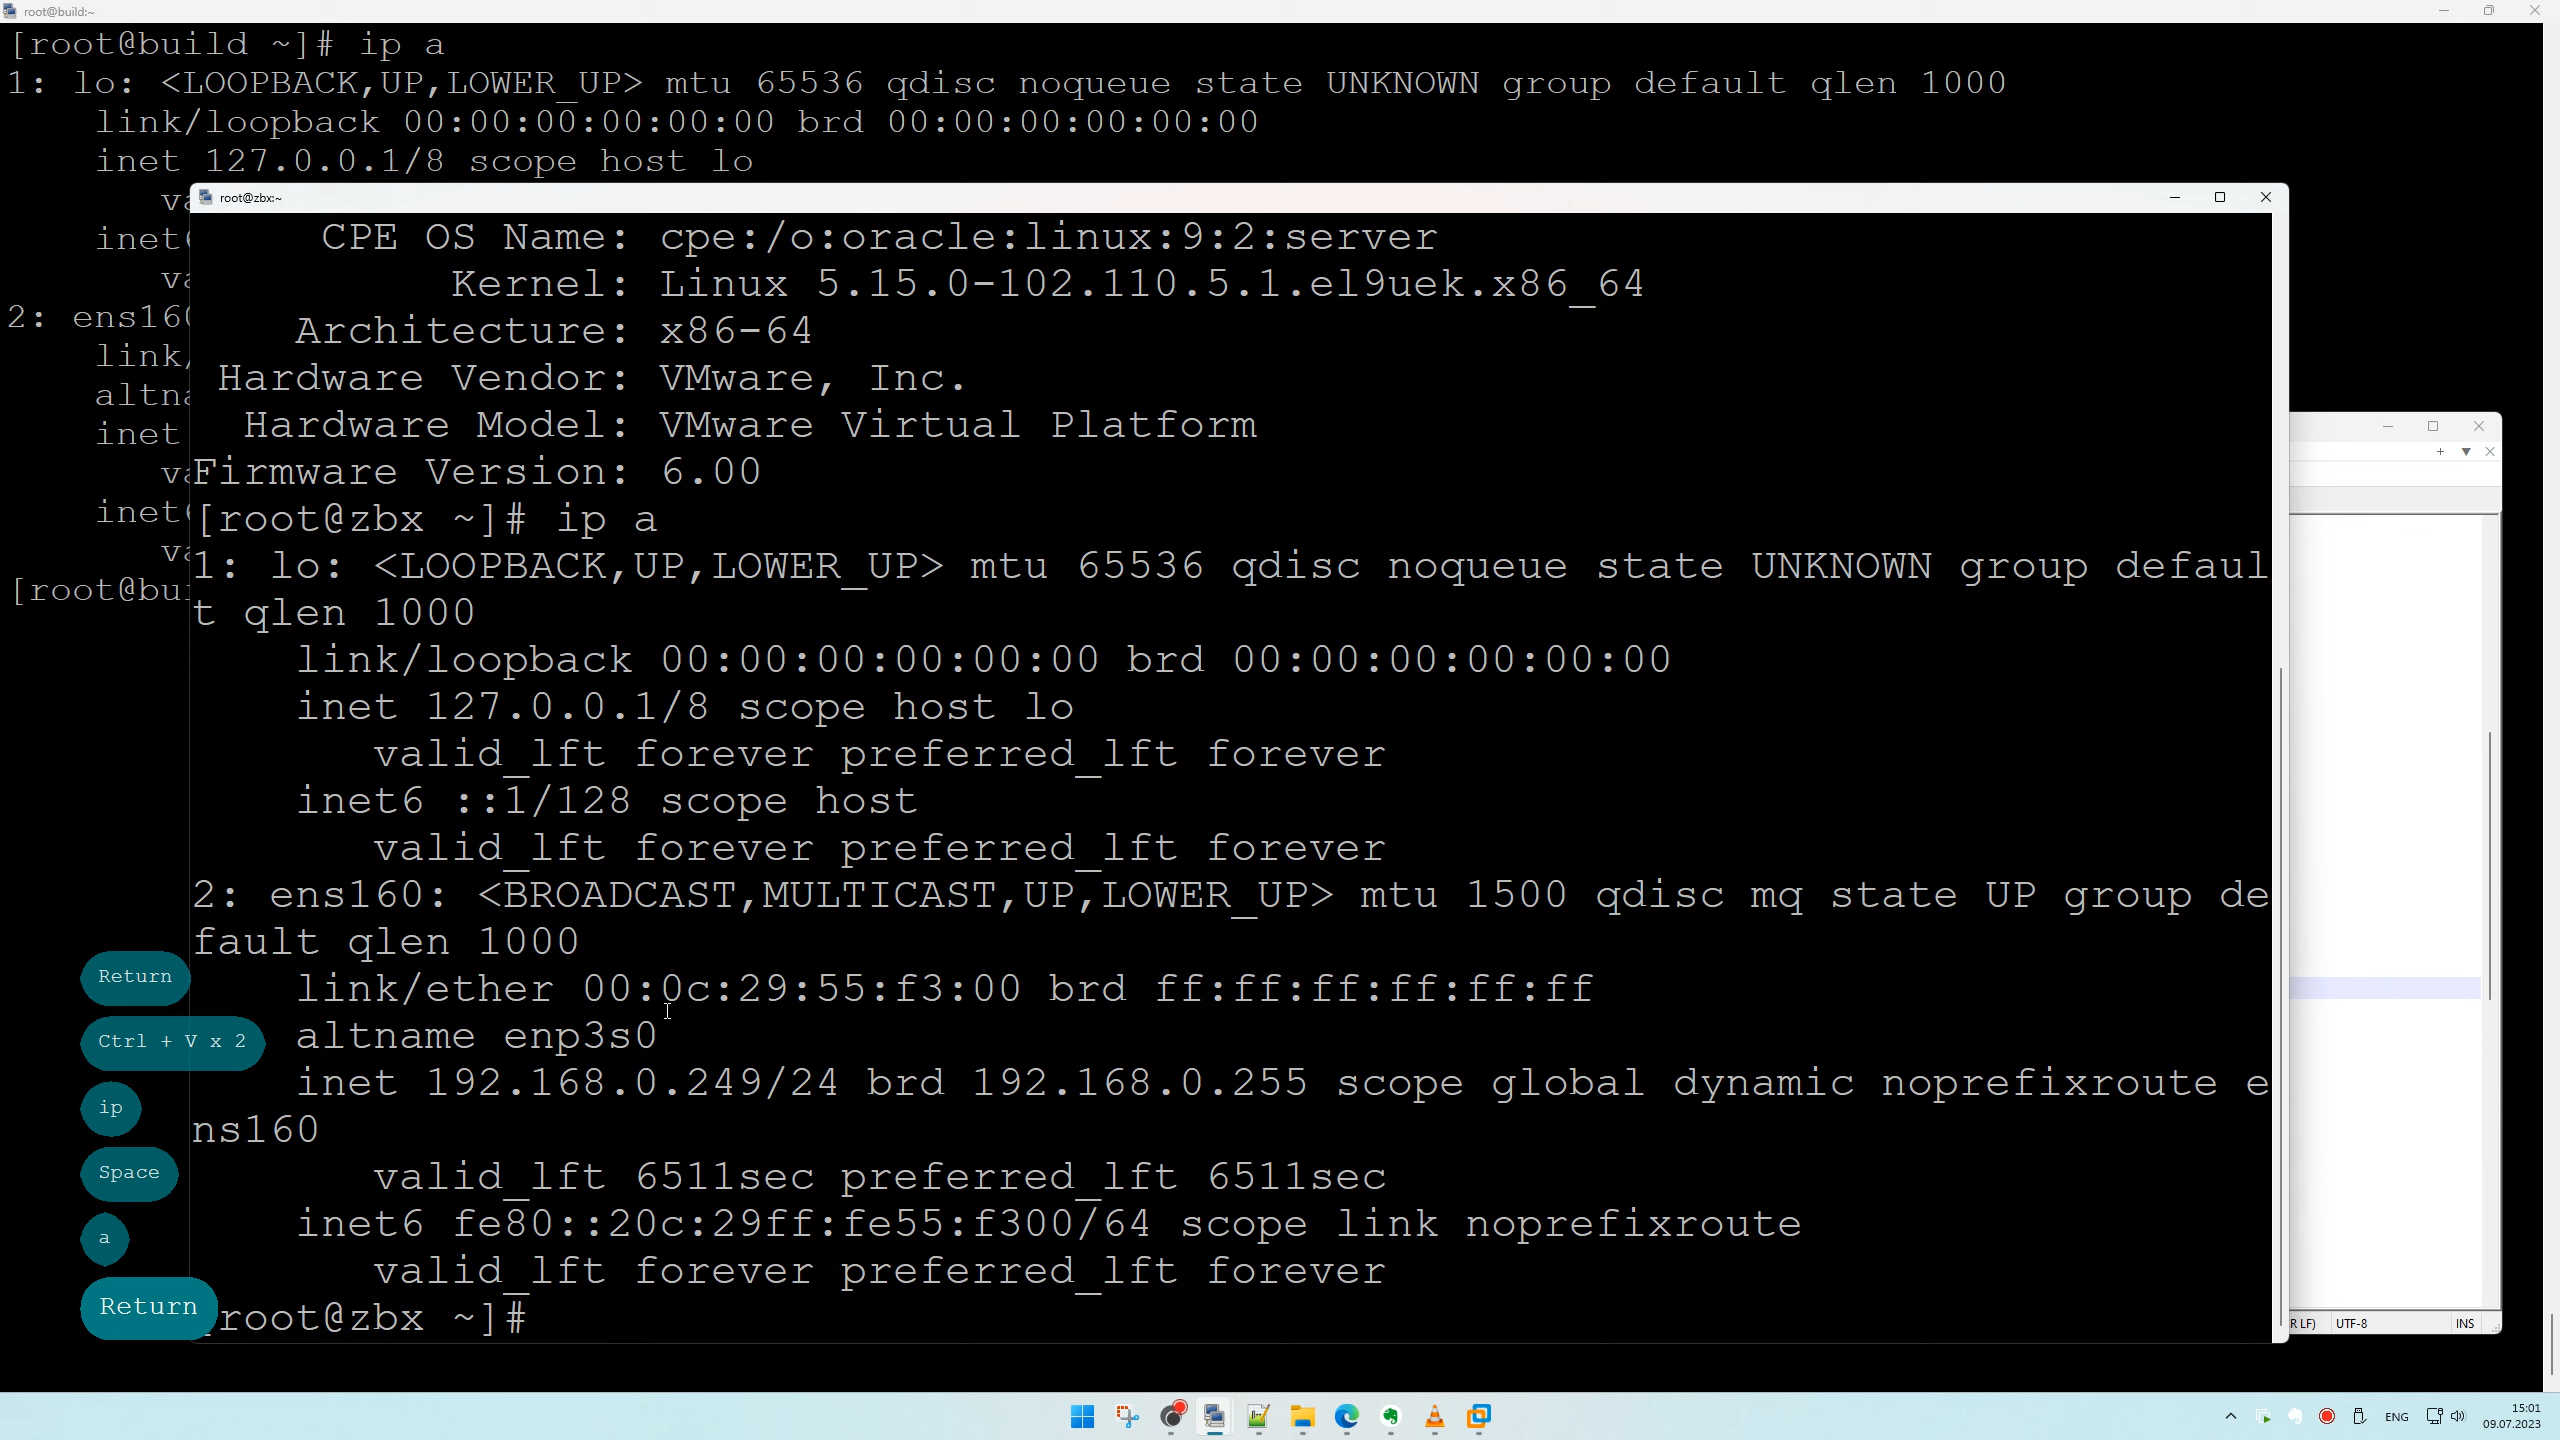 root@build:~
[root@build ~]# ip a
1: lo: <LOOPBACK,UP,LOWER_UP> mtu 65536 qdisc noqueue state UNKNOWN group default qlen 1000
link/loopback 00:00:00:00:00:00 brd 00:00:00:00:00:00
inet 127.0.0.1/8 scope host lo
inet
2: ens160
link/
altna
inet
inet
[root@bu
root@zbx:~
CPE OS Name: cpe:/o:oracle:linux:9:2:server
Kernel: Linux 5.15.0-102.110.5.1.el9uek.x86_64
Architecture: x86-64
Hardware Vendor: VMware, Inc.
Hardware Model: VMware Virtual Platform
Firmware Version: 6.00
[root@zbx ~]# ip a
1: lo: <LOOPBACK,UP,LOWER_UP> mtu 65536 qdisc noqueue state UNKNOWN group defaul
t qlen 1000
link/loopback 00:00:00:00:00:00 brd 00:00:00:00:00:00
inet 127.0.0.1/8 scope host lo
valid_lft forever preferred_lft forever
inet6 ::1/128 scope host
valid_lft forever preferred_lft forever
2: ens160: <BROADCAST,MULTICAST,UP,LOWER_UP> mtu 1500 qdisc mq state UP group de
fault qlen 1000
link/ether 00:0c:29:55:f3:00 brd ff:ff:ff:ff:ff:ff
altname enp3s0
inet 192.168.0.249/24 brd 192.168.0.255 scope global dynamic noprefixroute e
ns160
valid_lft 6511sec preferred_lft 6511sec
inet6 fe80::20c:29ff:fe55:f300/64 scope link noprefixroute
valid_lft forever preferred_lft forever
root@zbx ~]#
Return
Ctrl + V x 2
ip
Space
a
Return
R LF) UTF-8 INS
ENG
15:01
09.07.2023